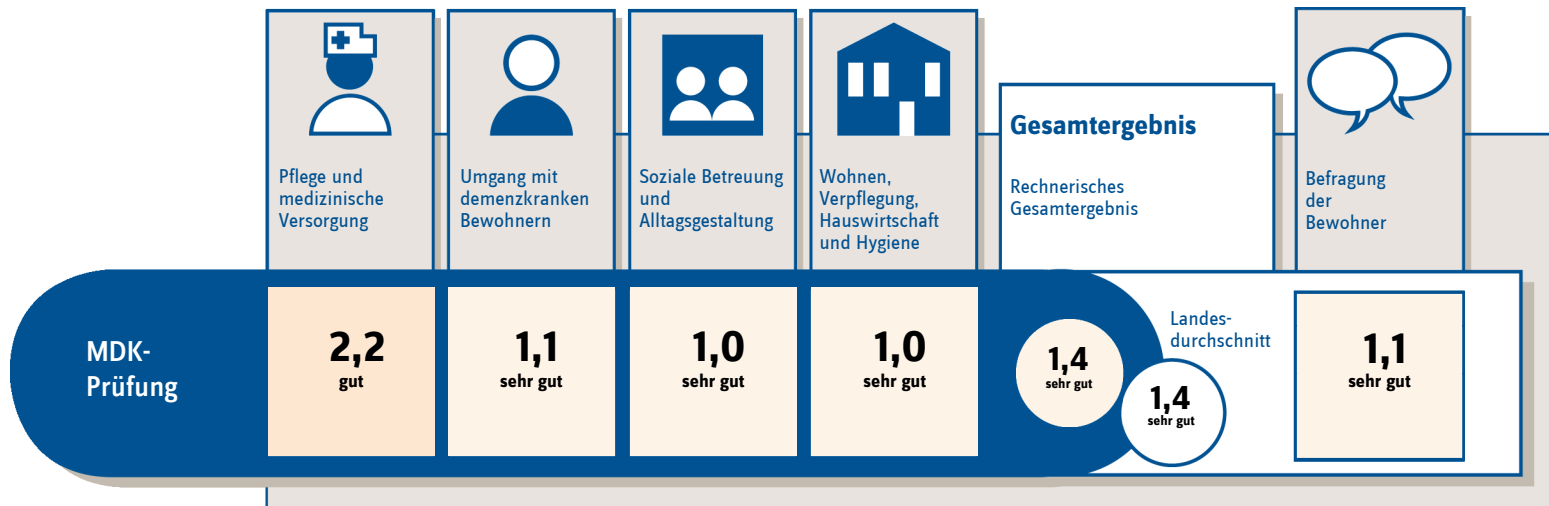 Pflege und
medizinische
Versorgung
Umgang mit
demenzkranken
Bewohnern
Soziale Betreuung
und
Alltagsgestaltung
Wohnen,
Verpflegung,
Hauswirtschaft
und Hygiene
Gesamtergebnis
Rechnerisches
Gesamtergebnis
Befragung
der
Bewohner
MDK-
Prüfung
2,2
gut
1,1
sehr gut
1,0
sehr gut
1,0
sehr gut
1,4
sehr gut
Landes-
durchschnitt
1,4
sehr gut
1,1
sehr gut